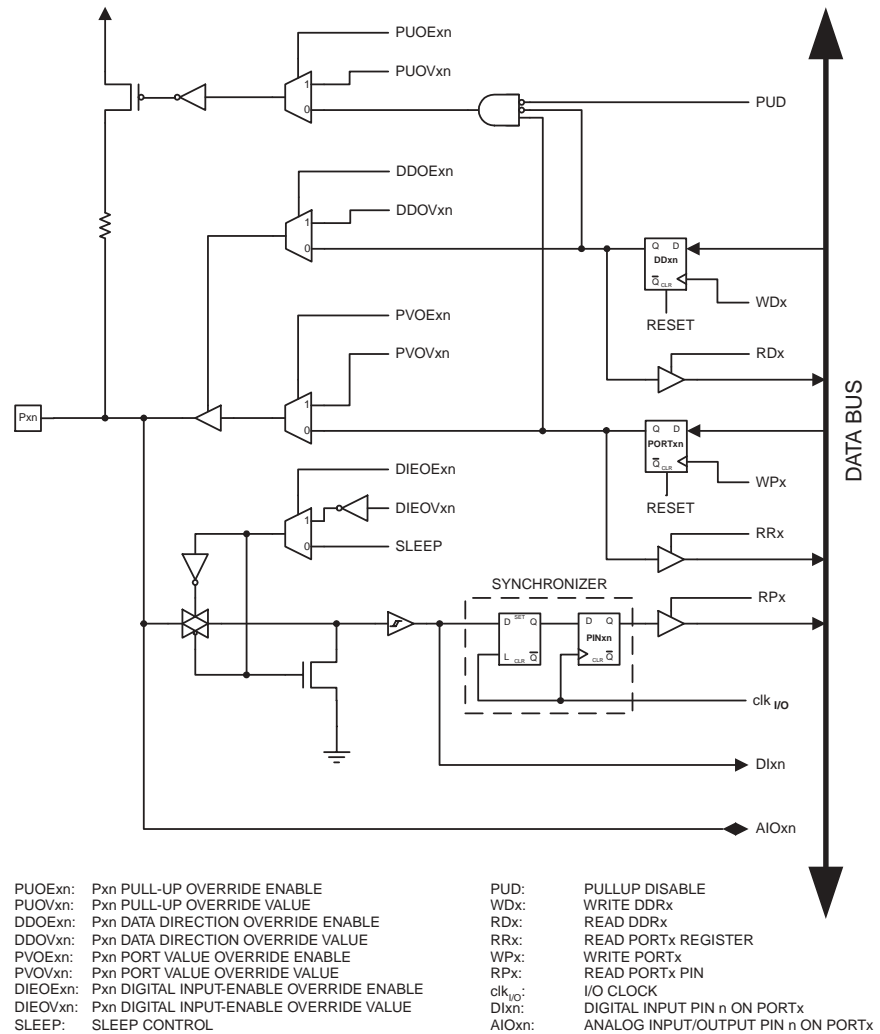 PUOExn
PUOVxn
1
0
PUD
DDOExn
DDOVxn
1
0
Q D
DDxn
Q CLR
WDx
RESET
RDx
PVOExn
PVOVxn
1
0
Pxn
Q D
PORTxn
Q CLR
WPx
RESET
RRx
DATA BUS
DIEOExn
DIEOVxn
1
0
SLEEP
SYNCHRONIZER
RPx
D SET Q
L CLR Q
D Q
PINxn
CLR Q
clk I/O
DIxn
AIOxn
PUOExn: Pxn PULL-UP OVERRIDE ENABLE
PUOVxn: Pxn PULL-UP OVERRIDE VALUE
DDOExn: Pxn DATA DIRECTION OVERRIDE ENABLE
DDOVxn: Pxn DATA DIRECTION OVERRIDE VALUE
PVOExn: Pxn PORT VALUE OVERRIDE ENABLE
PVOVxn: Pxn PORT VALUE OVERRIDE VALUE
DIEOExn: Pxn DIGITAL INPUT-ENABLE OVERRIDE ENABLE
DIEOVxn: Pxn DIGITAL INPUT-ENABLE OVERRIDE VALUE
SLEEP: SLEEP CONTROL
PUD: PULLUP DISABLE
WDx: WRITE DDRx
RDx: READ DDRx
RRx: READ PORTx REGISTER
WPx: WRITE PORTx
RPx: READ PORTx PIN
clk I/O: I/O CLOCK
DIxn: DIGITAL INPUT PIN n ON PORTx
AIOxn: ANALOG INPUT/OUTPUT PIN n ON PORTx